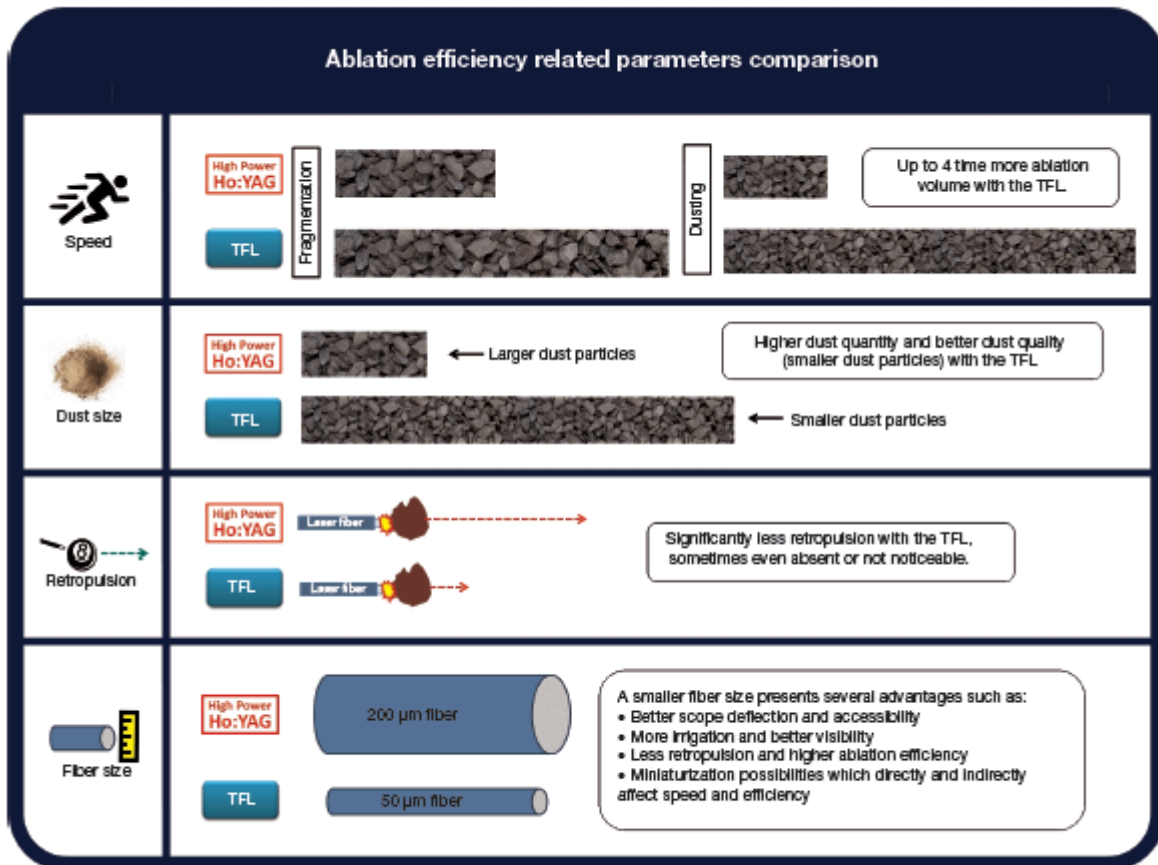 Ablation efficiency related parameters comparison
Speed
High Power
Ho:YAG
TFL
Fragmentation
Dusting
Up to 4 time more ablation
volume with the TFL
Dust size
High Power
Ho:YAG
Larger dust particles
TFL
Smaller dust particles
Higher dust quantity and better dust quality
(smaller dust particles) with the TFL
8
Retropulsion
High Power
Ho:YAG
Laser fiber
TFL
Laser fiber
Significantly less retropulsion with the TFL,
sometimes even absent or not noticeable.
Fiber size
High Power
Ho:YAG
200 µm fiber
TFL
50 µm fiber
A smaller fiber size presents several advantages such as:
• Better scope deflection and accessibility
• More irrigation and better visibility
• Less retropulsion and higher ablation efficiency
• Miniaturization possibilities which directly and indirectly
affect speed and efficiency